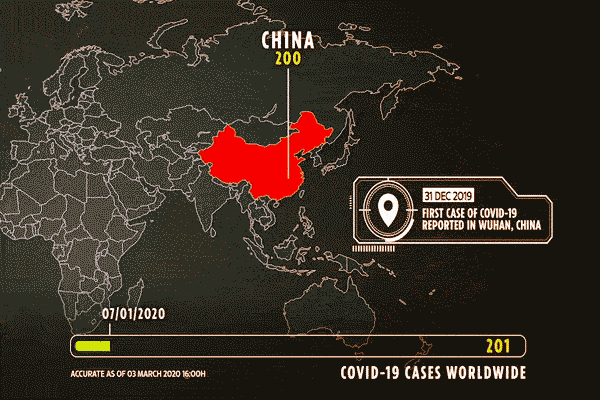 CHINA
200
31 DEC 2019
FIRST CASE OF COVID-19
REPORTED IN WUHAN, CHINA
07/01/2020
201
ACCURATE AS OF 03 MARCH 2020 16:00H
COVID-19 CASES WORLDWIDE